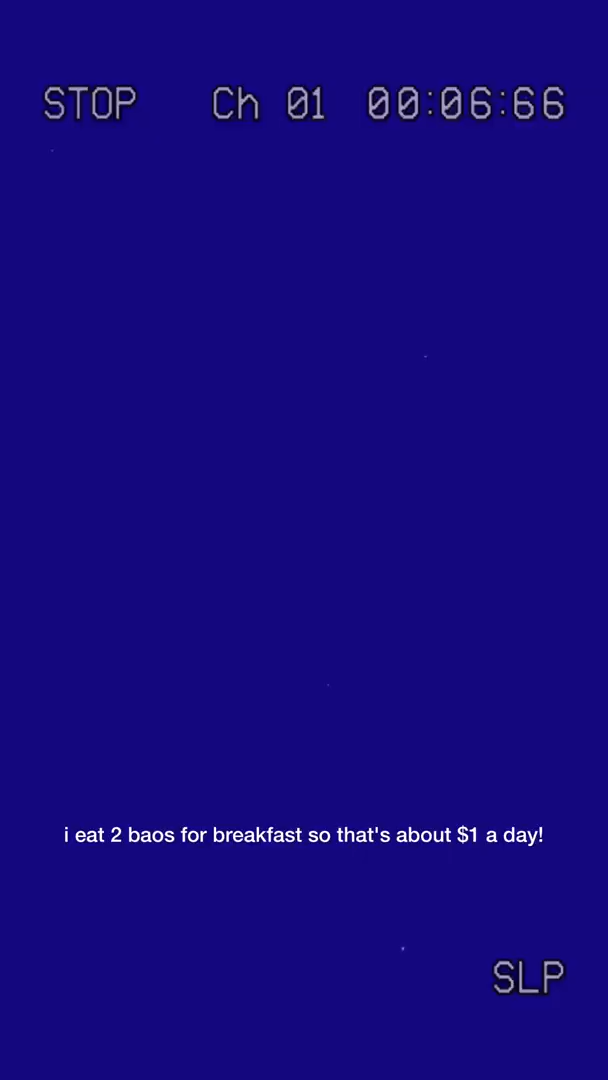 STOP Ch 01 00:06:66
i eat 2 baos for breakfast so that's about $1 a day!
SLP